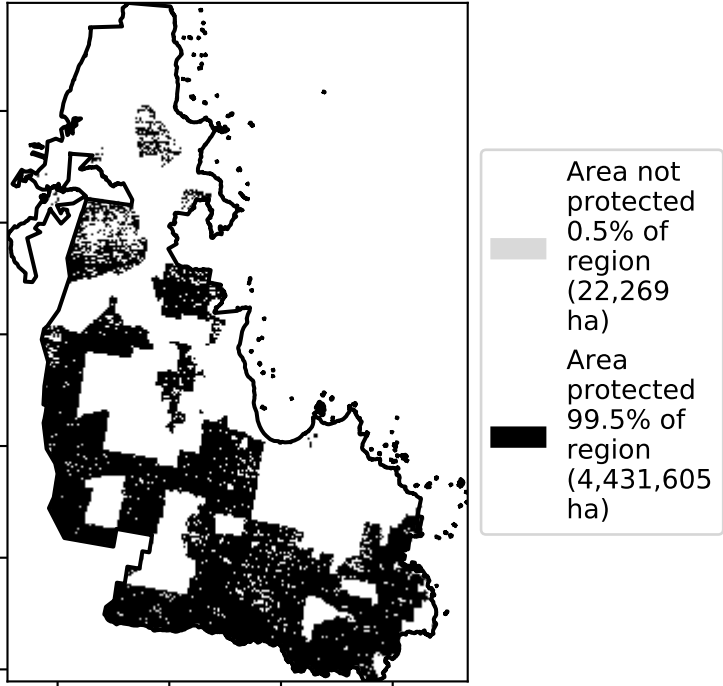 Area not
protected
0.5% of
region
(22,269
ha)
Area
protected
99.5% of
region
(4,431,605
ha)